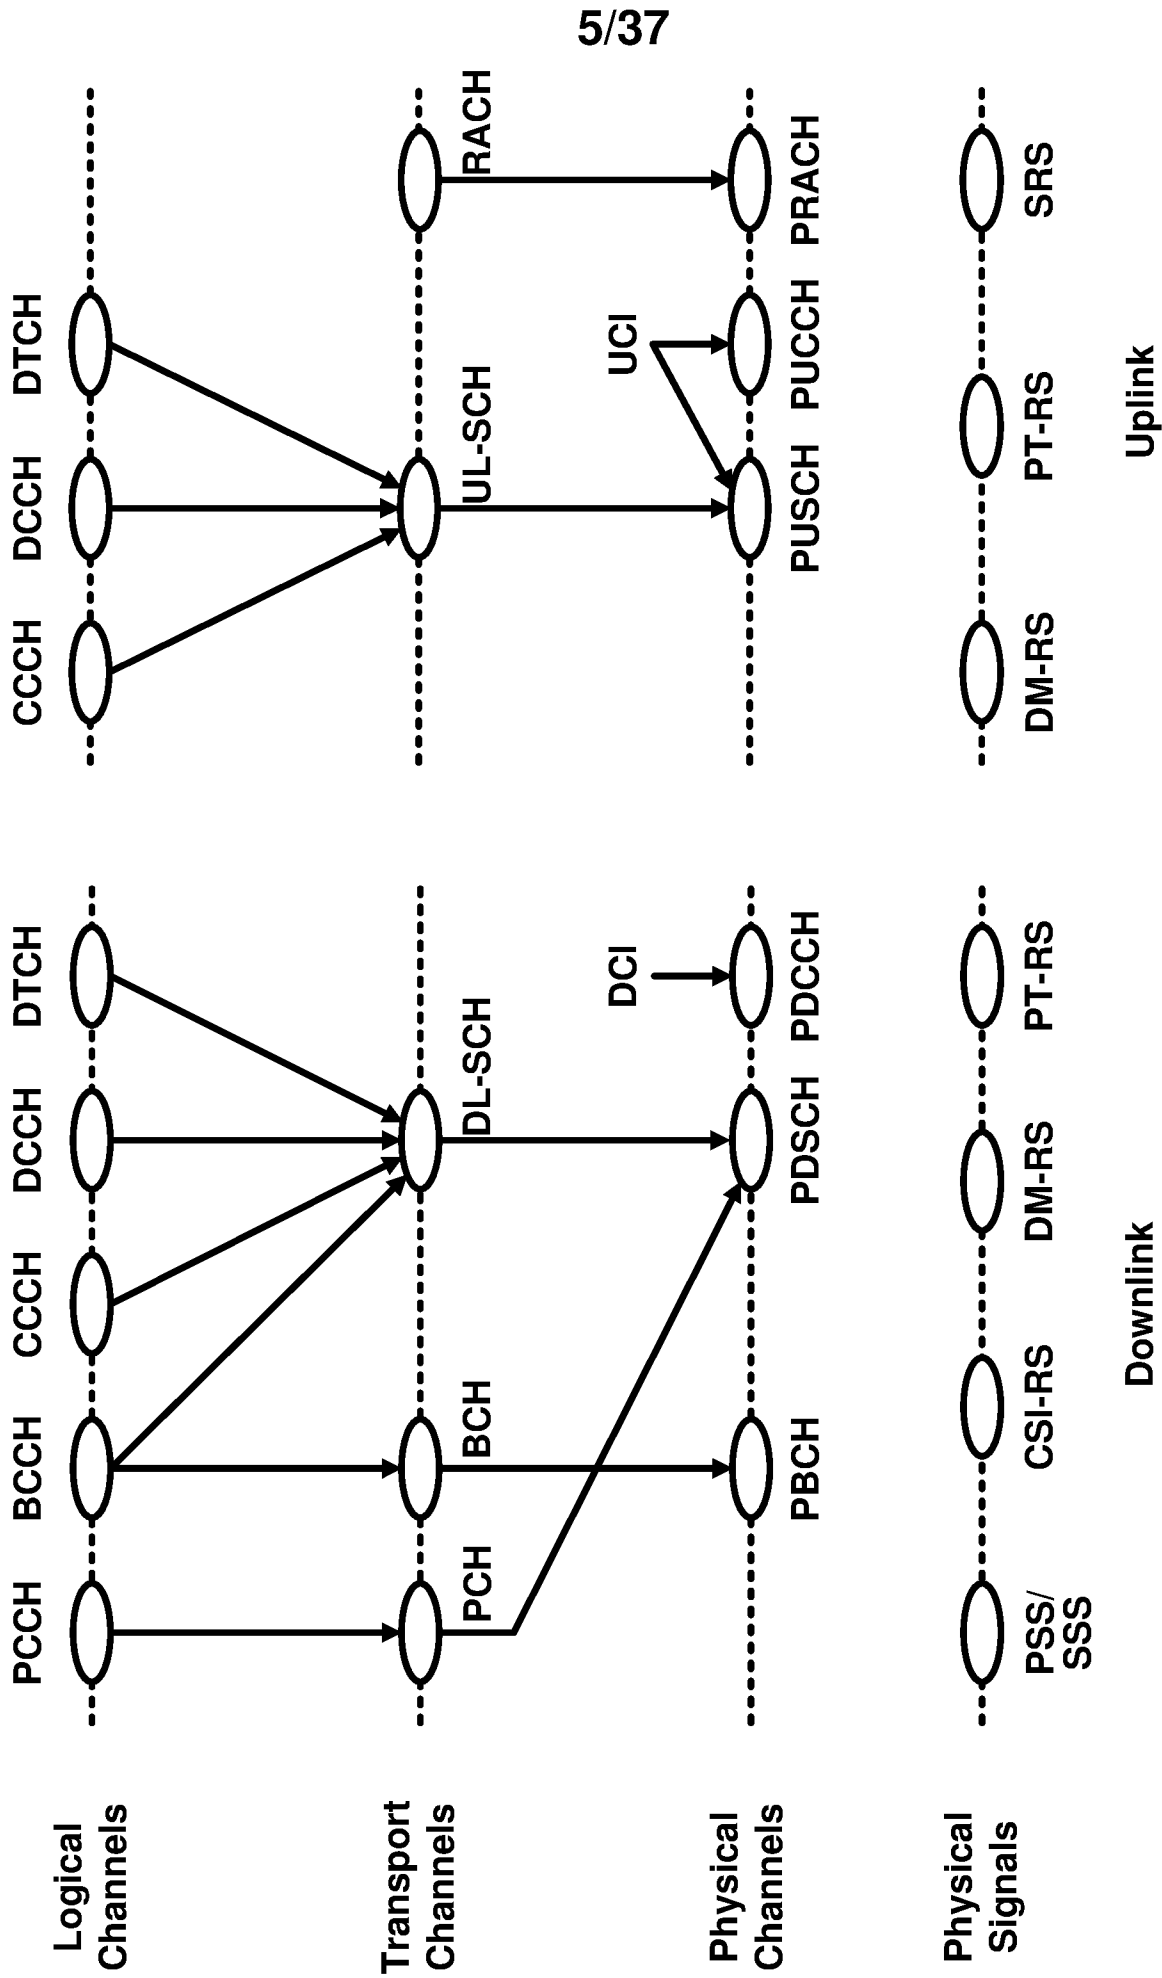 5/37
Logical
Channels
PCCH
BCCH
CCCH
DCCH
DTCH
CCCH
DCCH
DTCH
Transport
Channels
PCH
BCH
DL-SCH
UL-SCH
RACH
DCI
UCI
Physical
Channels
PBCH
PDSCH
PDCCH
PUSCH
PUCCH
PRACH
Physical
Signals
PSS/
SSS
CSI-RS
DM-RS
PT-RS
DM-RS
PT-RS
SRS
Downlink
Uplink